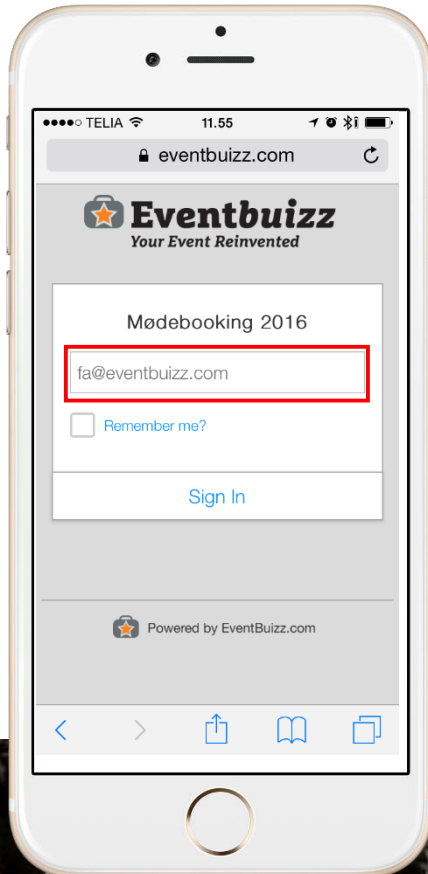 TELIA 11.55
eventbuizz.com
Eventbuizz
Your Event Reinvented
Mødebooking 2016
fa@eventbuizz.com
Remember me?
Sign In
Powered by EventBuizz.com